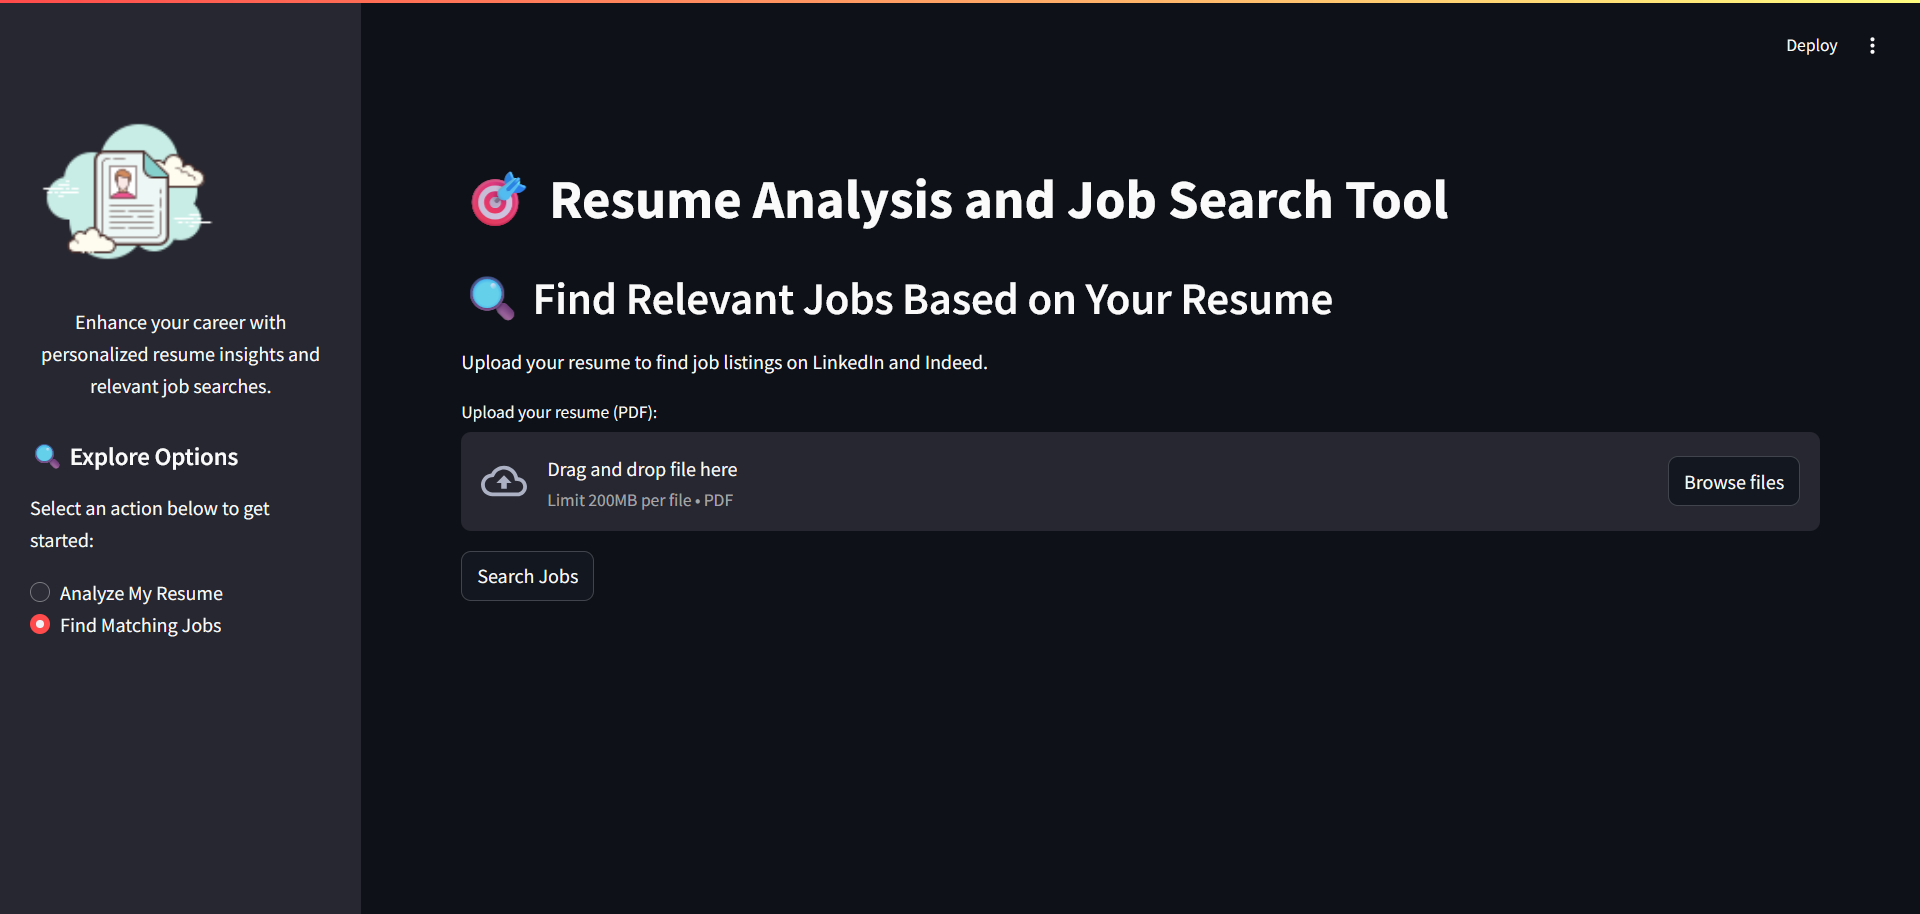 Deploy
Enhance your career with
personalized resume insights and
relevant job searches.
Explore Options
Select an action below to get
started:
Analyze My Resume
Find Matching Jobs
Resume Analysis and Job Search Tool
Find Relevant Jobs Based on Your Resume
Upload your resume to find job listings on LinkedIn and Indeed.
Upload your resume (PDF):
Drag and drop file here
Limit 200MB per file • PDF
Browse files
Search Jobs